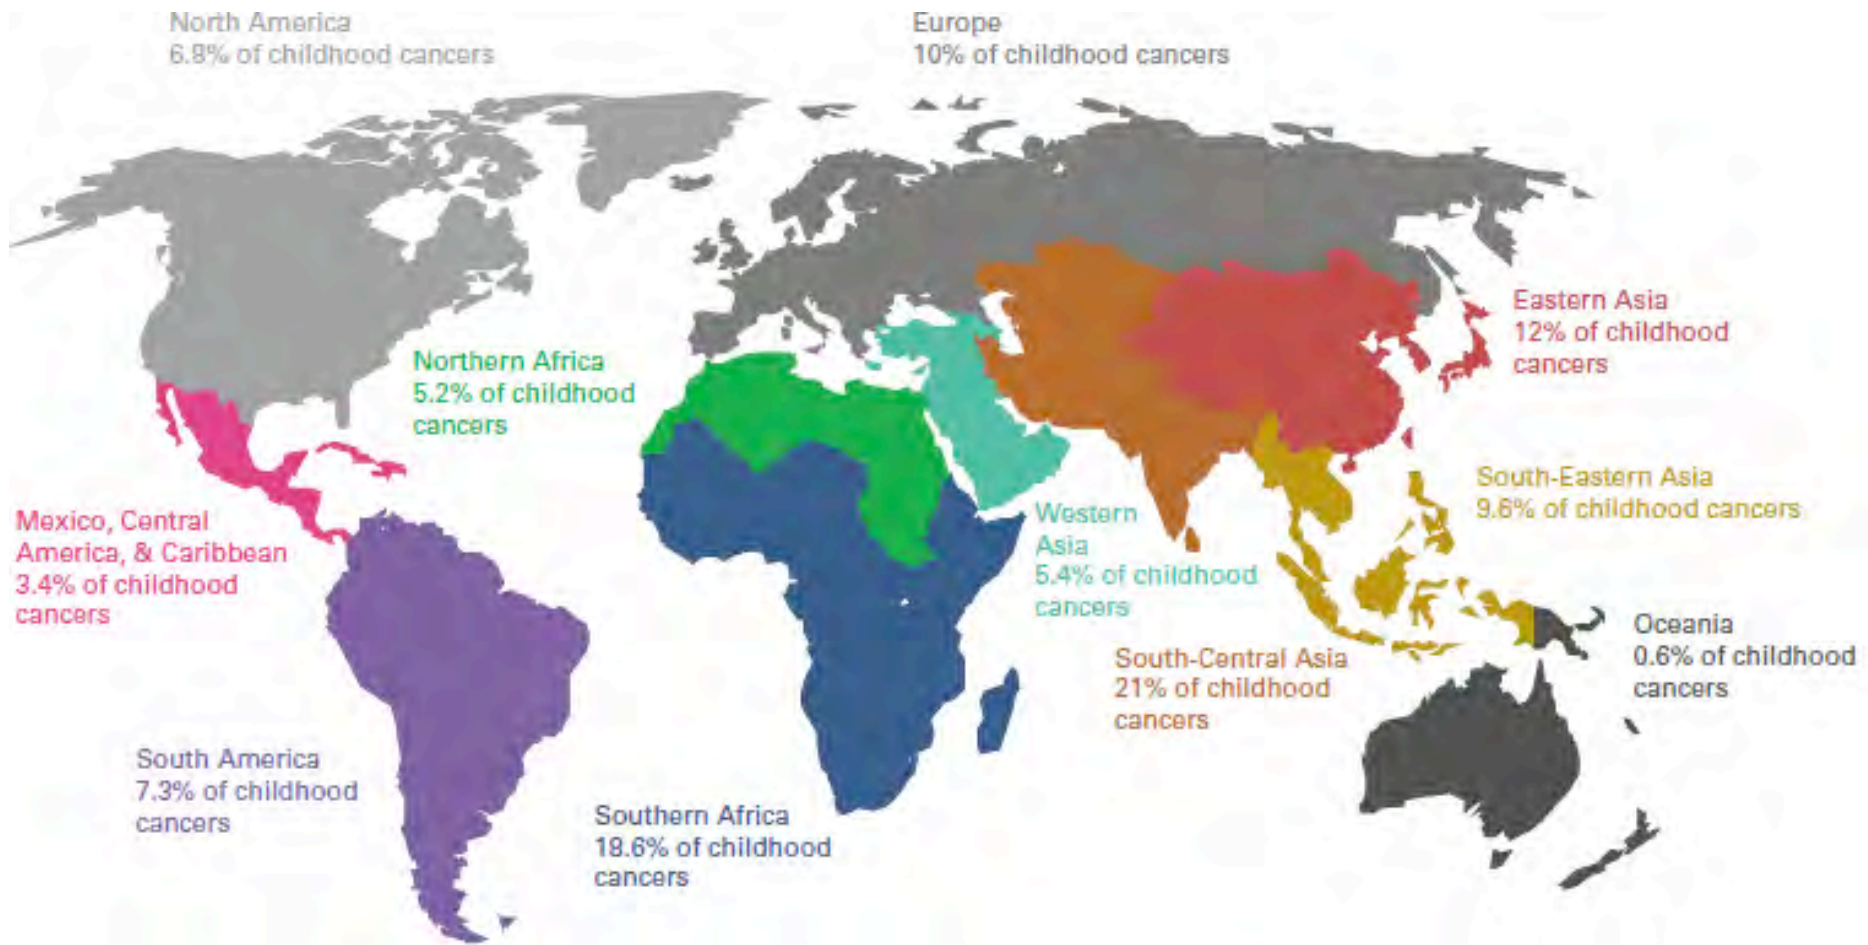 North America
6.8% of childhood cancers
Europe
10% of childhood cancers
Eastern Asia
12% of childhood
cancers
Northern Africa
5.2% of childhood
cancers
South-Eastern Asia
9.6% of childhood cancers
Mexico, Central
America, & Caribbean
3.4% of childhood
cancers
Western
Asia
5.4% of childhood
cancers
Oceania
0.6% of childhood
cancers
South-Central Asia
21% of childhood
cancers
South America
7.3% of childhood
cancers
Southern Africa
18.6% of childhood
cancers